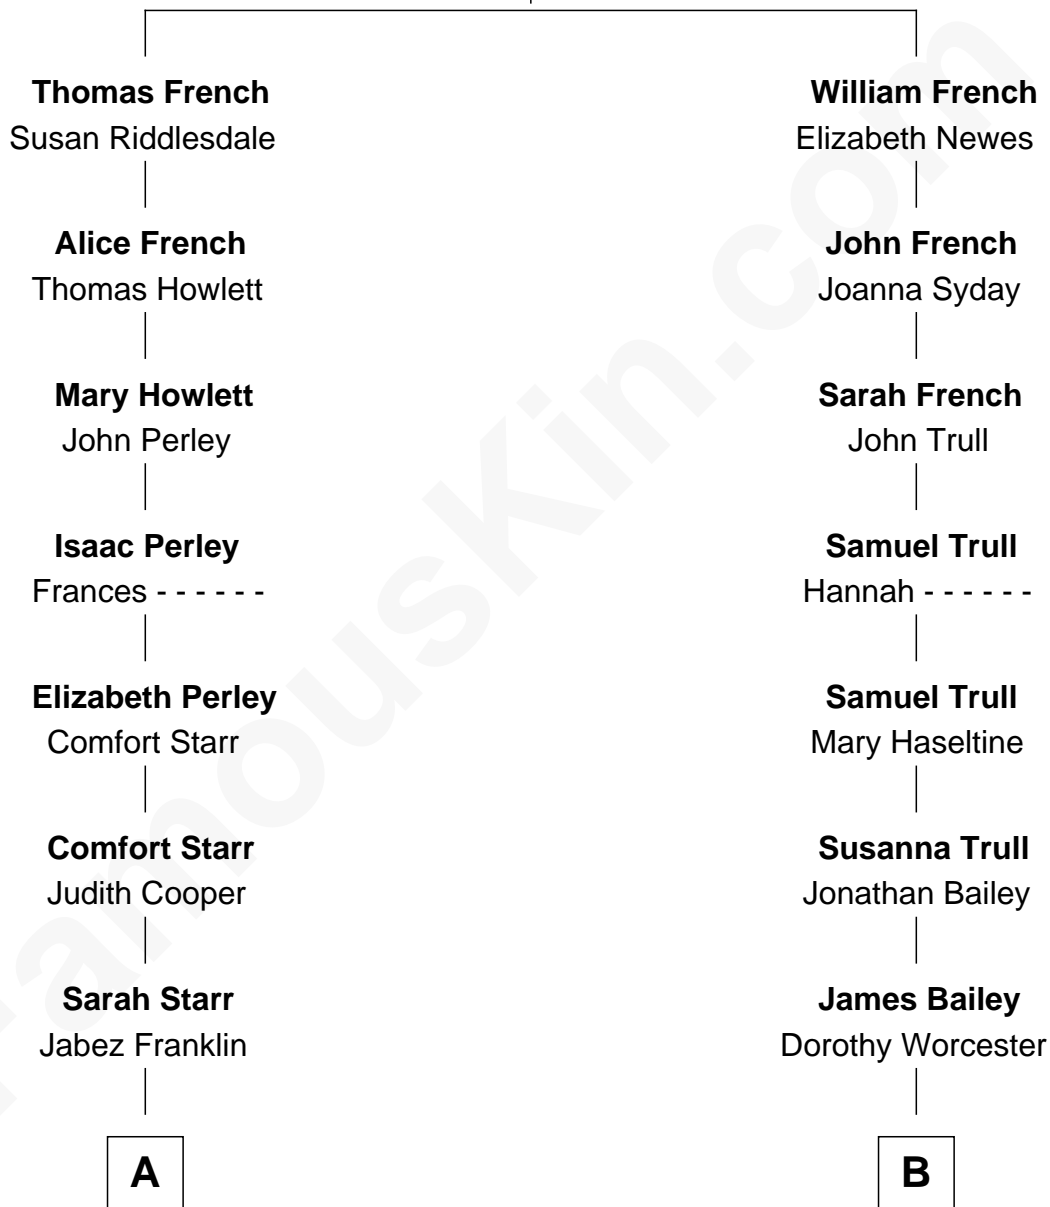 Thomas French
Susan Riddlesdale
Alice French
Thomas Howlett
Mary Howlett
John Perley
Isaac Perley
Frances - - - - - -
Elizabeth Perley
Comfort Starr
Comfort Starr
Judith Cooper
Sarah Starr
Jabez Franklin
A
William French
Elizabeth Newes
John French
Joanna Syday
Sarah French
John Trull
Samuel Trull
Hannah - - - - - -
Samuel Trull
Mary Haseltine
Susanna Trull
Jonathan Bailey
James Bailey
Dorothy Worcester
B
FamousKin.com